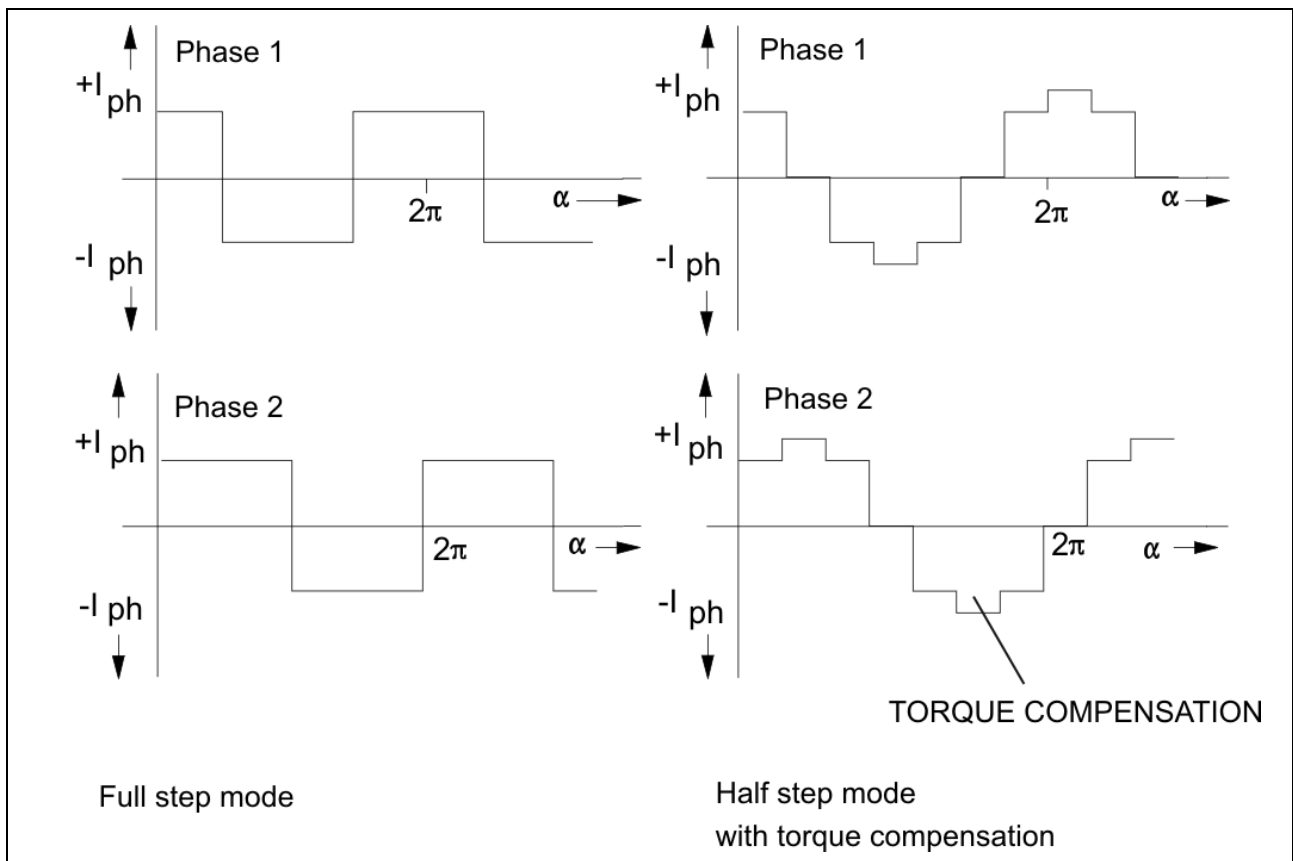 Phase 1
+I ph
2π
α
-I ph
Phase 1
+I ph
2π
α
-I ph
Phase 2
+I ph
2π
α
-I ph
Phase 2
+I ph
2π
α
-I ph
TORQUE COMPENSATION
Full step mode
Half step mode
with torque compensation